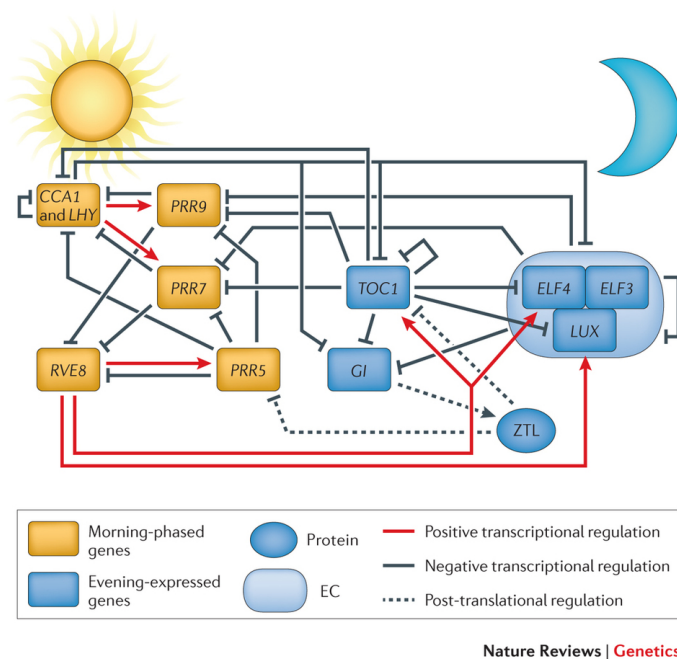 CCA1
and LHY
PRR9
PRR7
TOC1
ELF4
ELF3
LUX
RVE8
PRR5
GI
ZTL
Morning-phased
genes
Protein
Positive transcriptional regulation
Evening-expressed
genes
EC
Negative transcriptional regulation
Post-translational regulation
Nature Reviews | Genetics